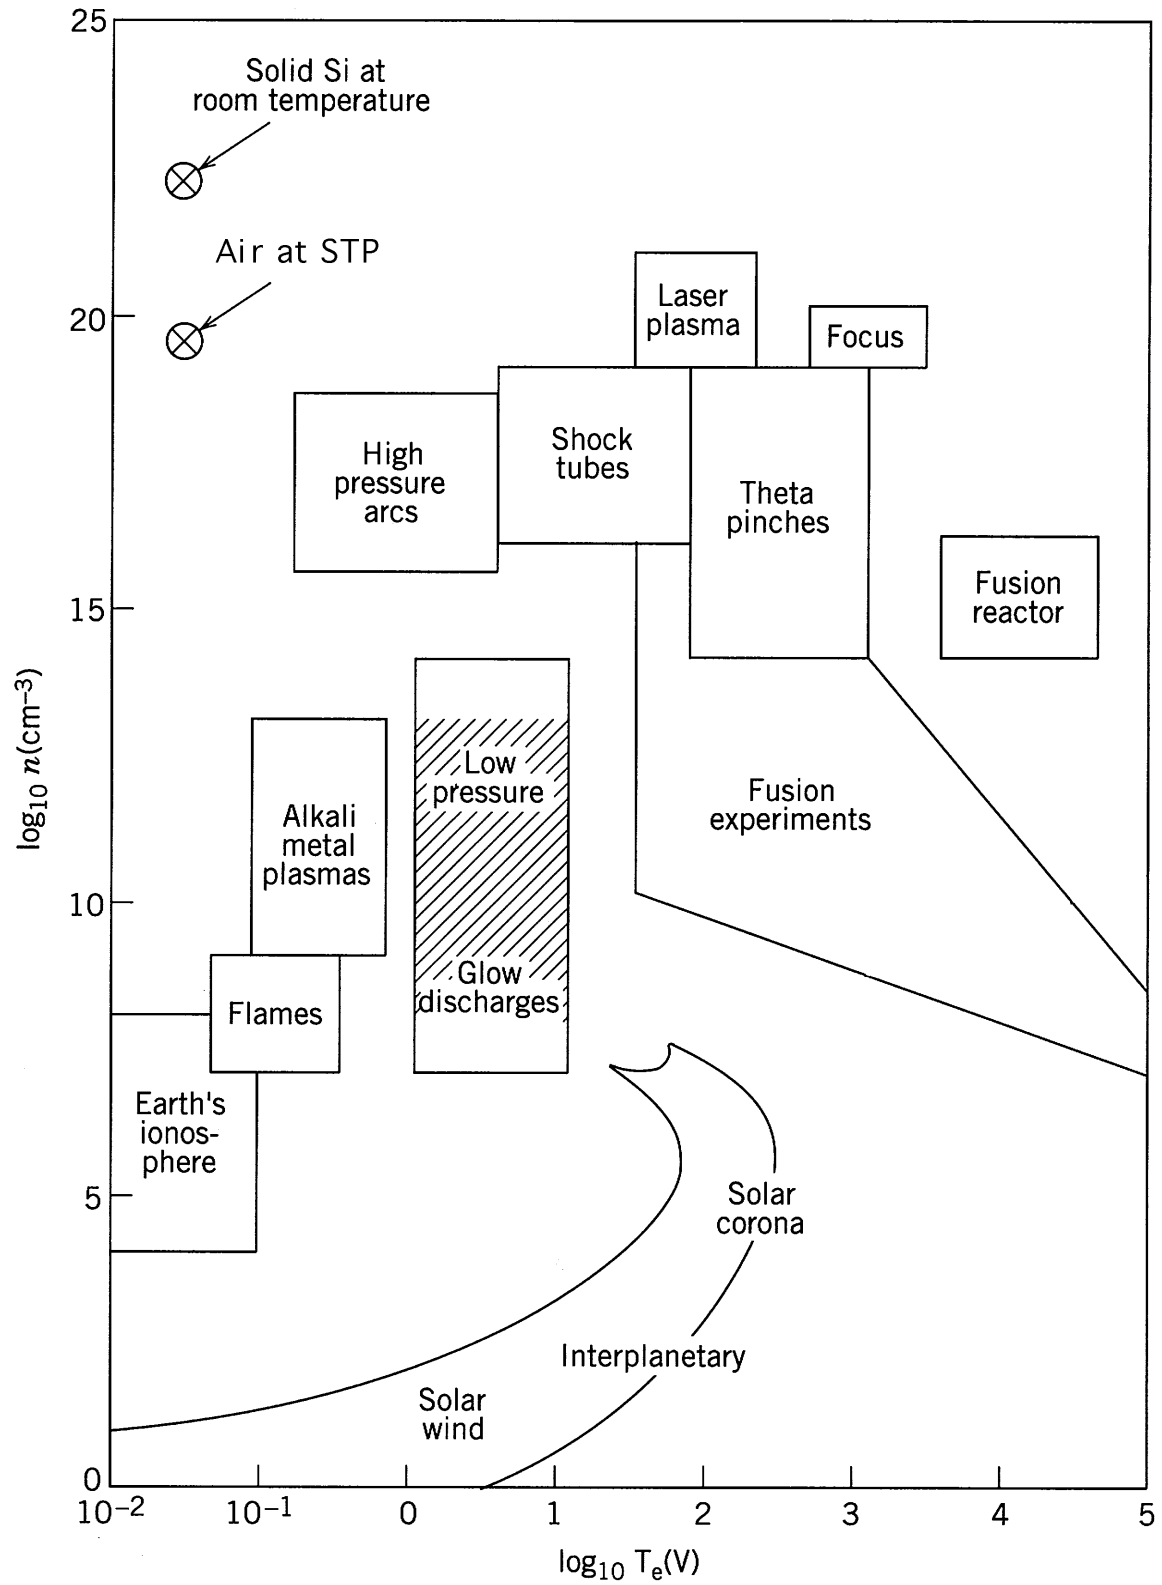 25
Solid Si at
room temperature
Air at STP
20
Laser
plasma
Focus
High
pressure
arcs
Shock
tubes
Theta
pinches
Fusion
reactor
15
log10 n(cm–3)
Low
pressure
Alkali
metal
plasmas
Fusion
experiments
10
Glow
discharges
Flames
Earth's
ionos-
phere
5
Solar
corona
Interplanetary
Solar
wind
0
10–2 10–1 0 1 2 3 4 5
log10 Te(V)